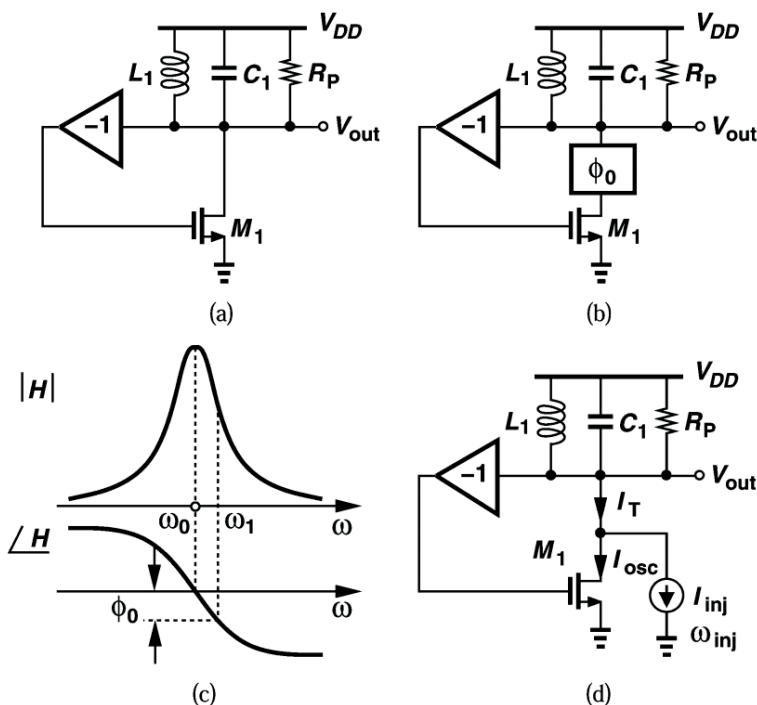 V_DD
L_1 C_1 R_P
−1
V_out
M_1
(a)
V_DD
L_1 C_1 R_P
−1
V_out
ϕ_0
M_1
(b)
|H|
ω_0 ω_1 ω
∠H
ω
ϕ_0
(c)
V_DD
L_1 C_1 R_P
−1
V_out
I_T
M_1 I_osc
I_inj
ω_inj
(d)